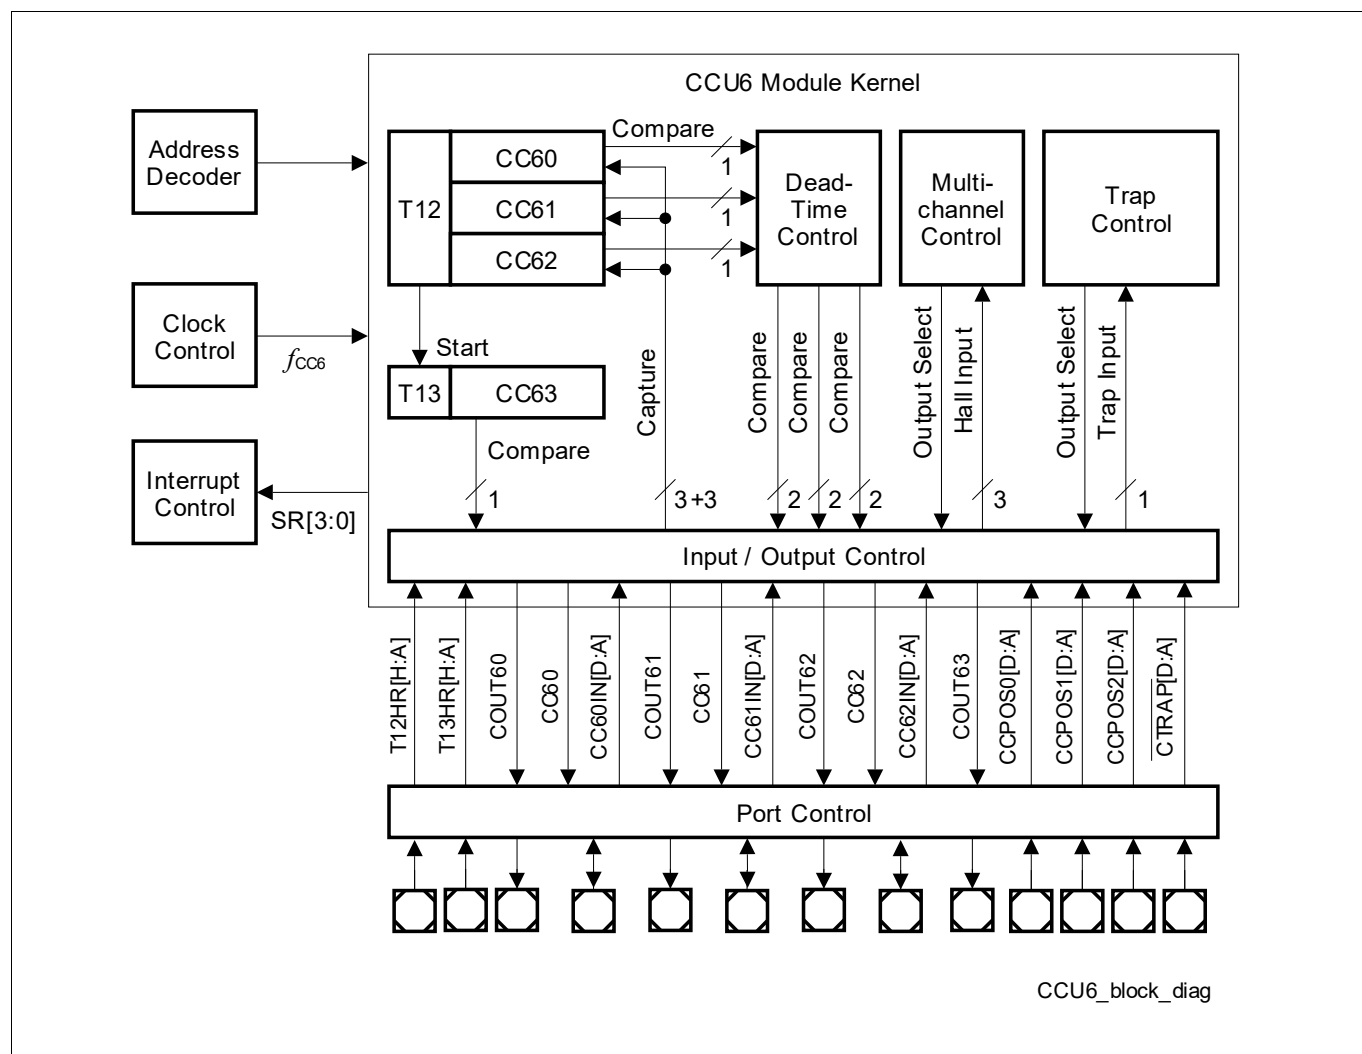 CCU6 Module Kernel
Address
Decoder
Clock
Control
fCC6
Interrupt
Control
SR[3:0]
T12
CC60
CC61
CC62
Compare
1
1
1
Dead-
Time
Control
Multi-
channel
Control
Trap
Control
Start
T13
CC63
Compare
1
Capture
3+3
Compare
2
Compare
2
Compare
2
Output Select
Hall Input
3
Output Select
Trap Input
1
Input / Output Control
T12HR[H:A]
T13HR[H:A]
COUT60
CC60
CC60IN[D:A]
COUT61
CC61
CC61IN[D:A]
COUT62
CC62
CC62IN[D:A]
COUT63
CCPOS0[D:A]
CCPOS1[D:A]
CCPOS2[D:A]
CTRAP[D:A]
Port Control
CCU6_block_diag